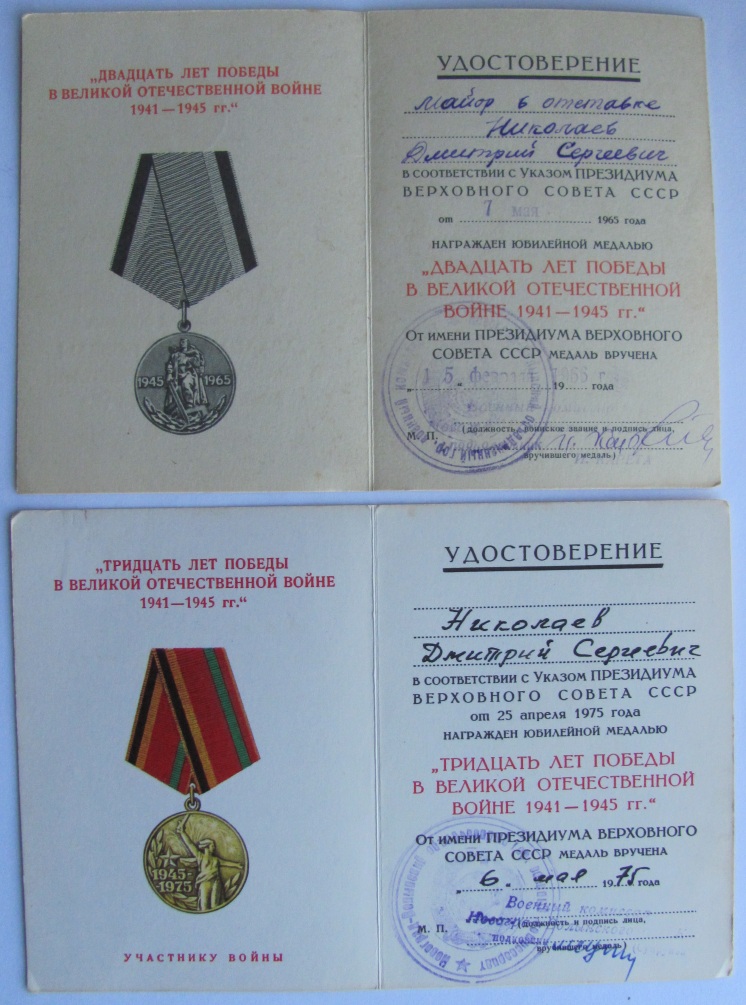 „ДВАДЦАТЬ ЛЕТ ПОБЕДЫ
В ВЕЛИКОЙ ОТЕЧЕСТВЕННОЙ ВОЙНЕ
1941—1945 гг.“
1945 1965
УДОСТОВЕРЕНИЕ
Майор в отставке
Николаев
Дмитрий Сергеевич
В СООТВЕТСТВИИ С УКАЗОМ ПРЕЗИДИУМА
ВЕРХОВНОГО СОВЕТА СССР
от 7 мая 1965 года
НАГРАЖДЕН ЮБИЛЕЙНОЙ МЕДАЛЬЮ
„ДВАДЦАТЬ ЛЕТ ПОБЕДЫ
В ВЕЛИКОЙ ОТЕЧЕСТВЕННОЙ
ВОЙНЕ 1941—1945 гг.“
От имени ПРЕЗИДИУМА ВЕРХОВНОГО
СОВЕТА СССР МЕДАЛЬ ВРУЧЕНА
19 года
М. П. (должность, воинское звание и подпись лица,
вручившего медаль)
„ТРИДЦАТЬ ЛЕТ ПОБЕДЫ
В ВЕЛИКОЙ ОТЕЧЕСТВЕННОЙ ВОЙНЕ
1941—1945 гг.“
1945-
1975
УЧАСТНИКУ ВОЙНЫ
УДОСТОВЕРЕНИЕ
Николаев
Дмитрий Сергеевич
В СООТВЕТСТВИИ С УКАЗОМ ПРЕЗИДИУМА
ВЕРХОВНОГО СОВЕТА СССР
от 25 апреля 1975 года
НАГРАЖДЕН ЮБИЛЕЙНОЙ МЕДАЛЬЮ
„ТРИДЦАТЬ ЛЕТ ПОБЕДЫ
В ВЕЛИКОЙ ОТЕЧЕСТВЕННОЙ
ВОЙНЕ 1941—1945 гг.“
От имени ПРЕЗИДИУМА ВЕРХОВНОГО
СОВЕТА СССР МЕДАЛЬ ВРУЧЕНА
„6“ мая 1975 года
Военный комиссар
М. П. (должность и подпись лица,
вручившего медаль)